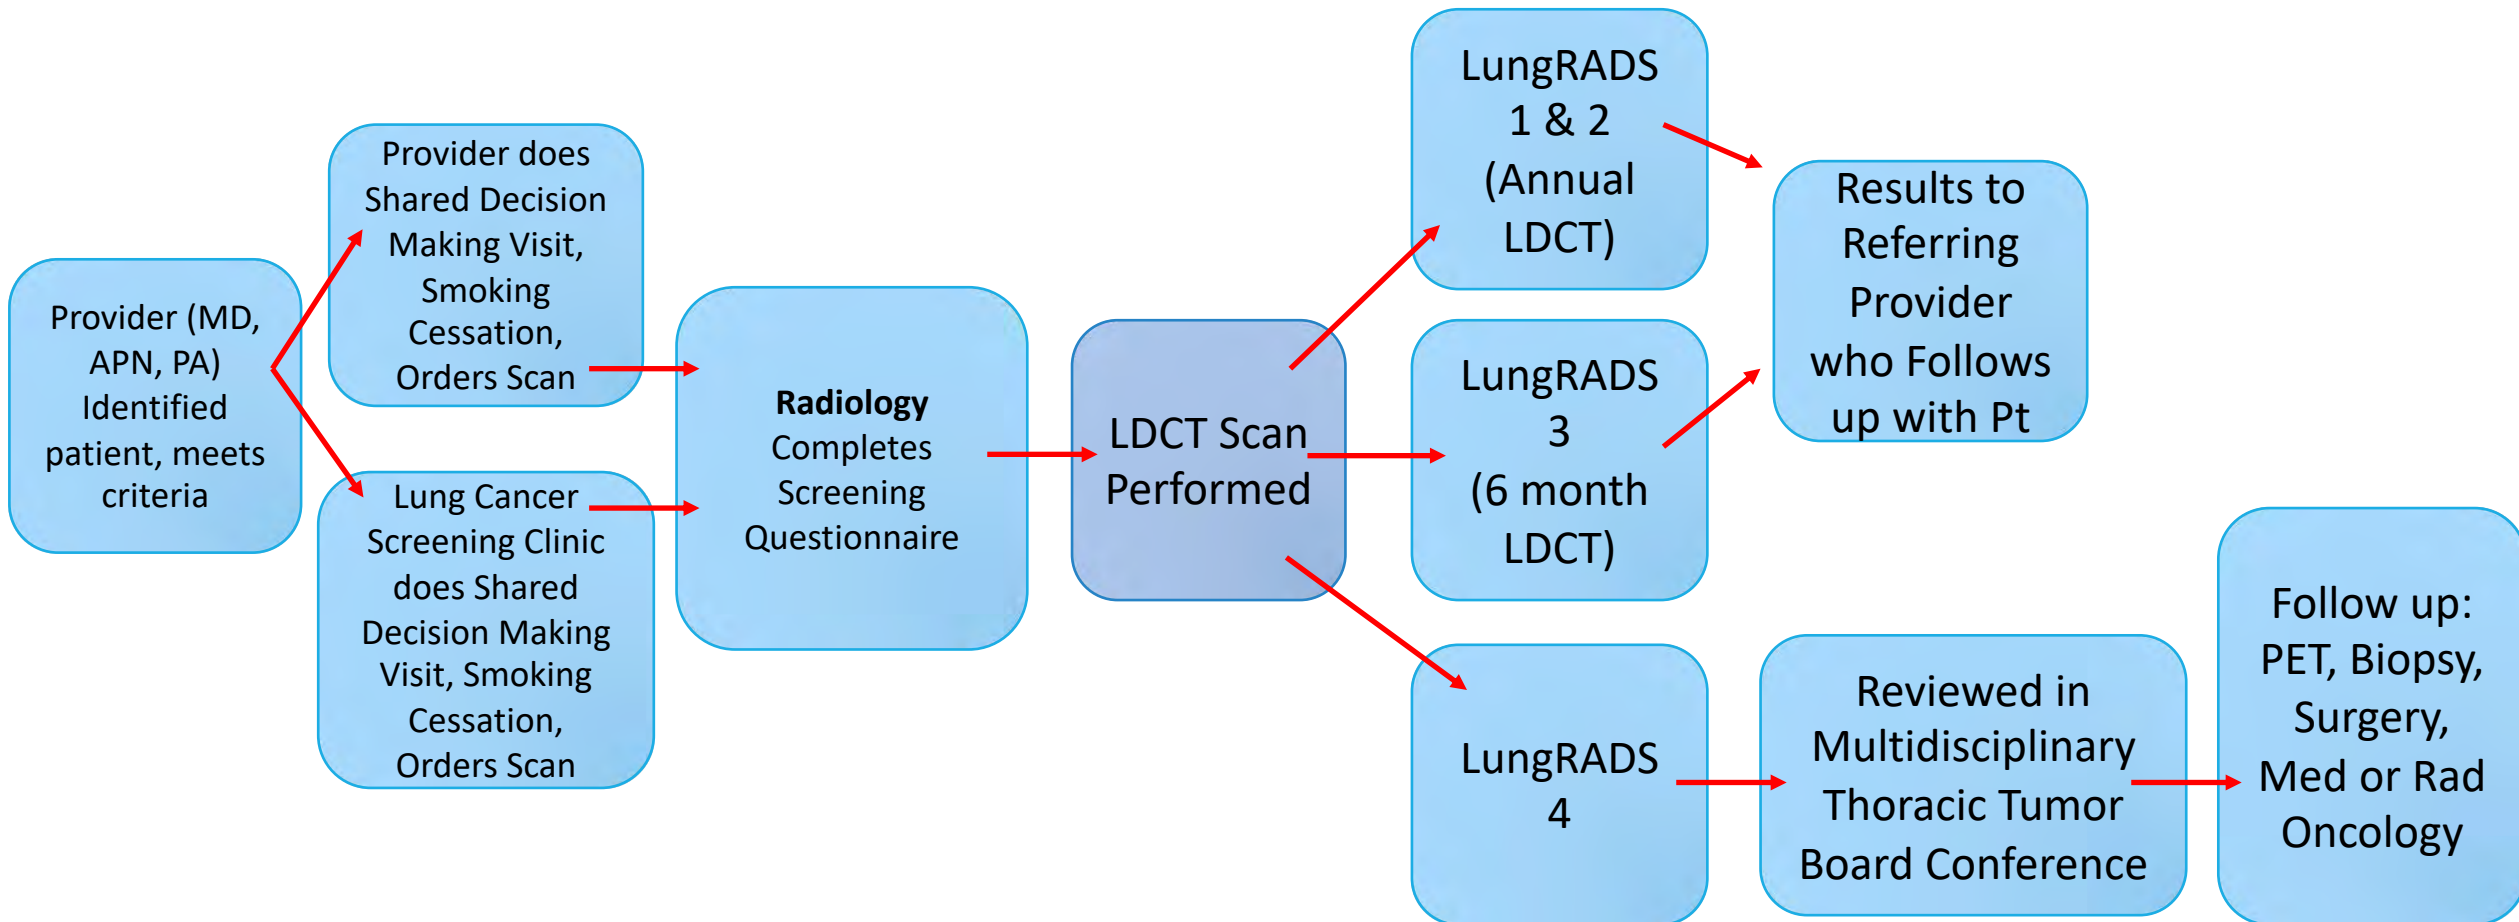 Provider (MD,
APN, PA)
Identified
patient, meets
criteria
Provider does
Shared Decision
Making Visit,
Smoking
Cessation,
Orders Scan
Lung Cancer
Screening Clinic
does Shared
Decision Making
Visit, Smoking
Cessation,
Orders Scan
Radiology
Completes
Screening
Questionnaire
LDCT Scan
Performed
LungRADS
1 & 2
(Annual
LDCT)
LungRADS
3
(6 month
LDCT)
LungRADS
4
Results to
Referring
Provider
who Follows
up with Pt
Reviewed in
Multidisciplinary
Thoracic Tumor
Board Conference
Follow up:
PET, Biopsy,
Surgery,
Med or Rad
Oncology